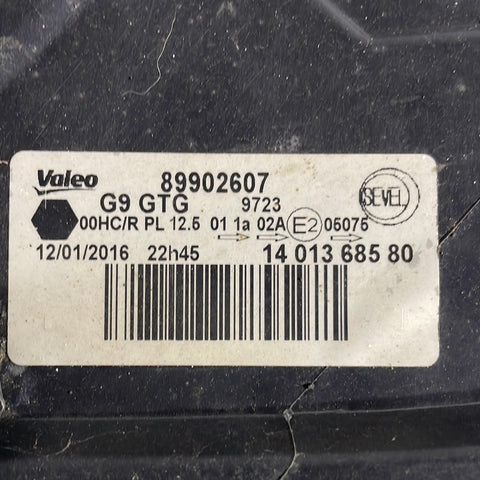 Valeo 89902607
G9 GTG 9723 SEVEL
00HC/R PL 12.5 01 1a 02A E2 05075
12/01/2016 22h45 14 013 685 80